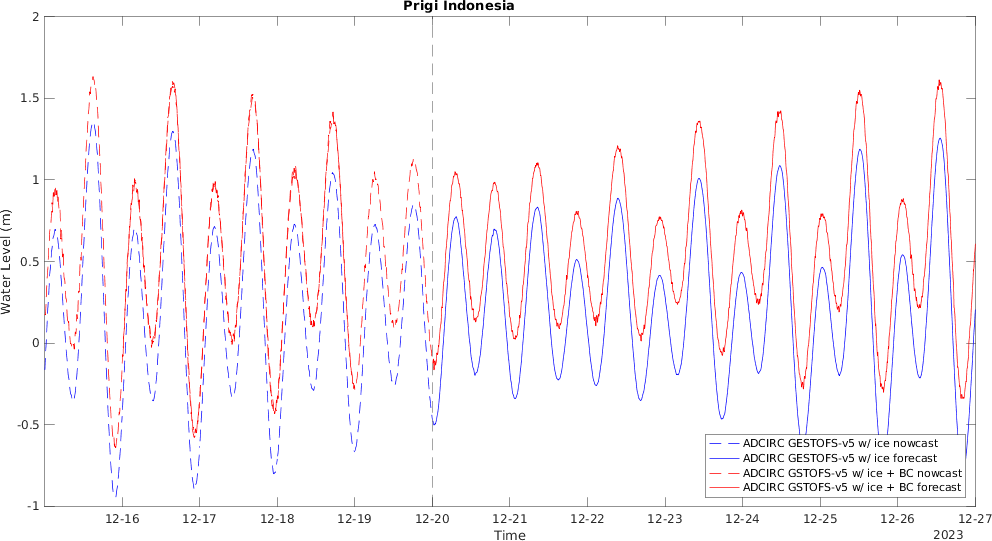 Prigi Indonesia
2
1.5
1
0.5
0
-0.5
-1
Water Level (m)
12-16
12-17
12-18
12-19
12-20
12-21
12-22
12-23
12-24
12-25
12-26
12-27
Time
2023
ADCIRC GESTOFS-v5 w/ ice nowcast
ADCIRC GESTOFS-v5 w/ ice forecast
ADCIRC GSTOFS-v5 w/ ice + BC nowcast
ADCIRC GSTOFS-v5 w/ ice + BC forecast